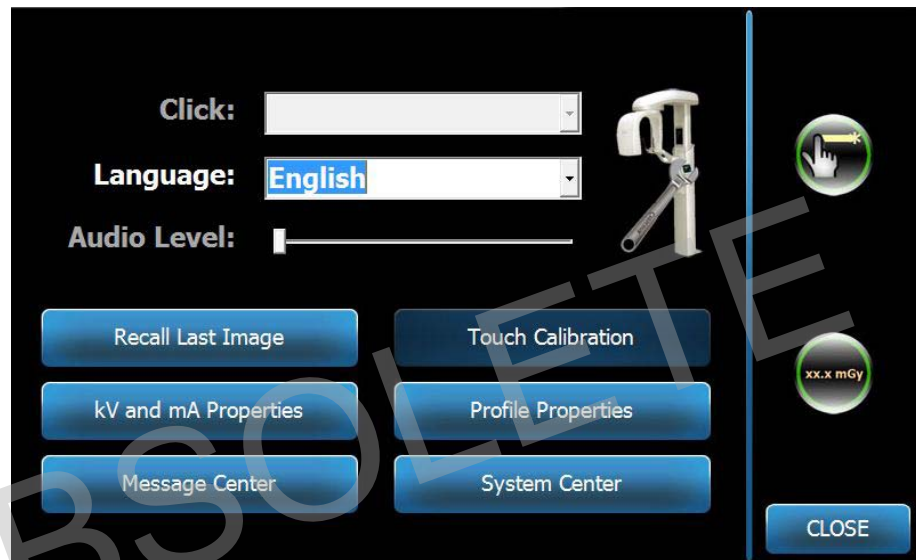 Click:
Language: English
Audio Level:
Recall Last Image
Touch Calibration
kV and mA Properties
Profile Properties
xx.x mGy
Message Center
System Center
CLOSE
BSOLETE